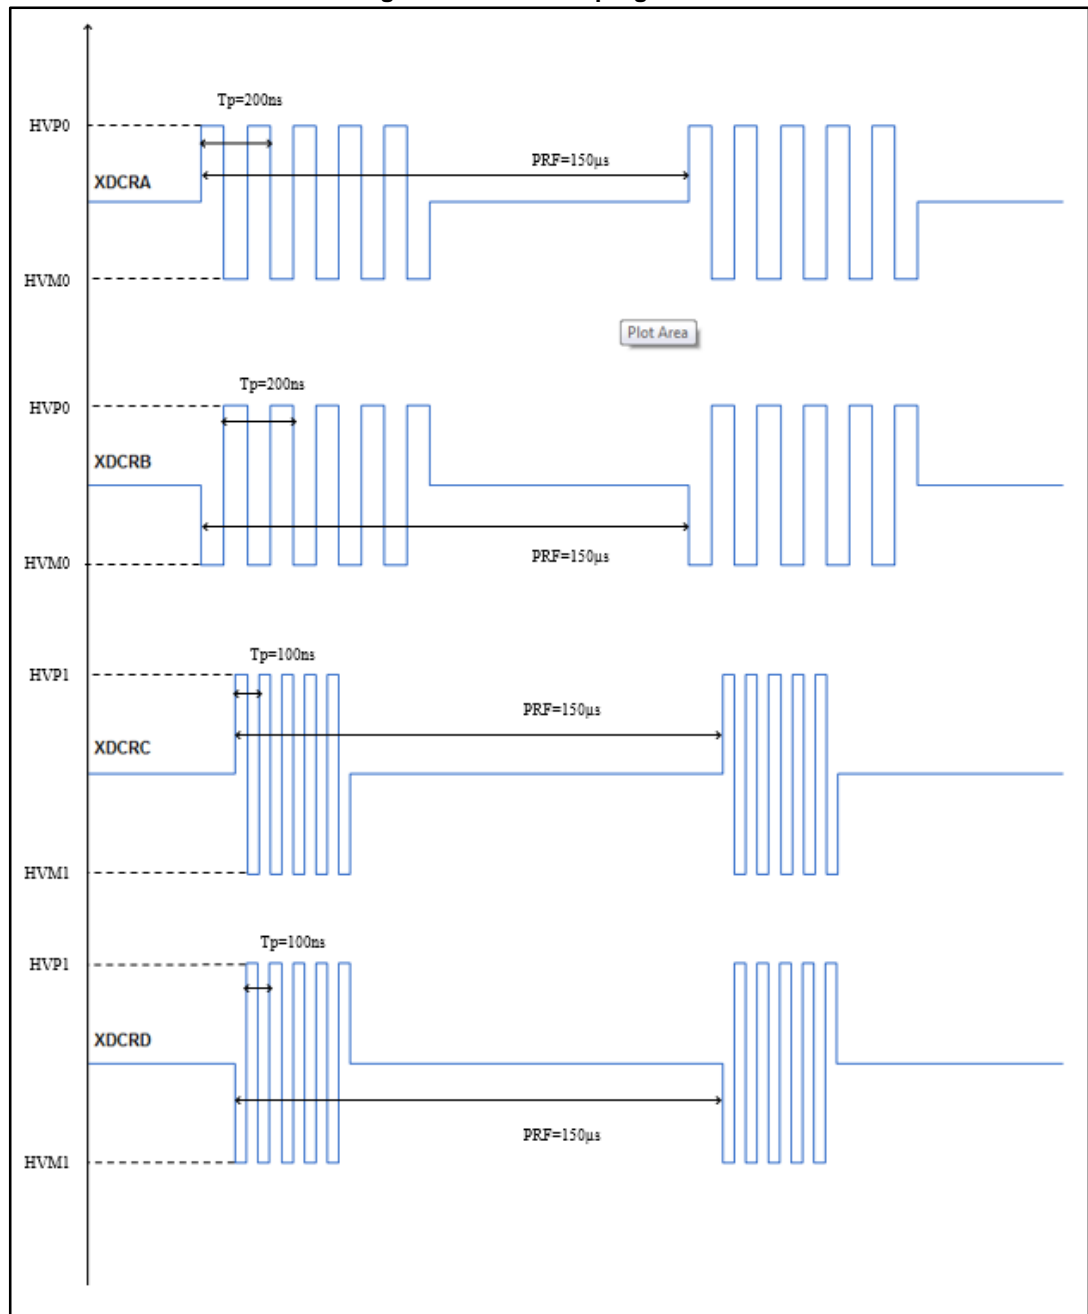 Tp=200ns
HVP0
PRF=150µs
XDCRA
HVM0
Plot Area
Tp=200ns
HVP0
XDCRB
HVM0
PRF=150µs
Tp=100ns
HVP1
PRF=150µs
XDCRC
HVM1
Tp=100ns
HVP1
XDCRD
PRF=150µs
HVM1